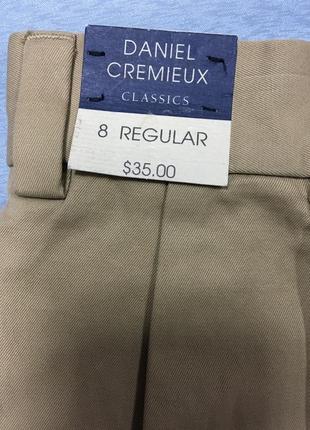 DANIEL
CREMIEUX
CLASSICS
8 REGULAR
$35.00